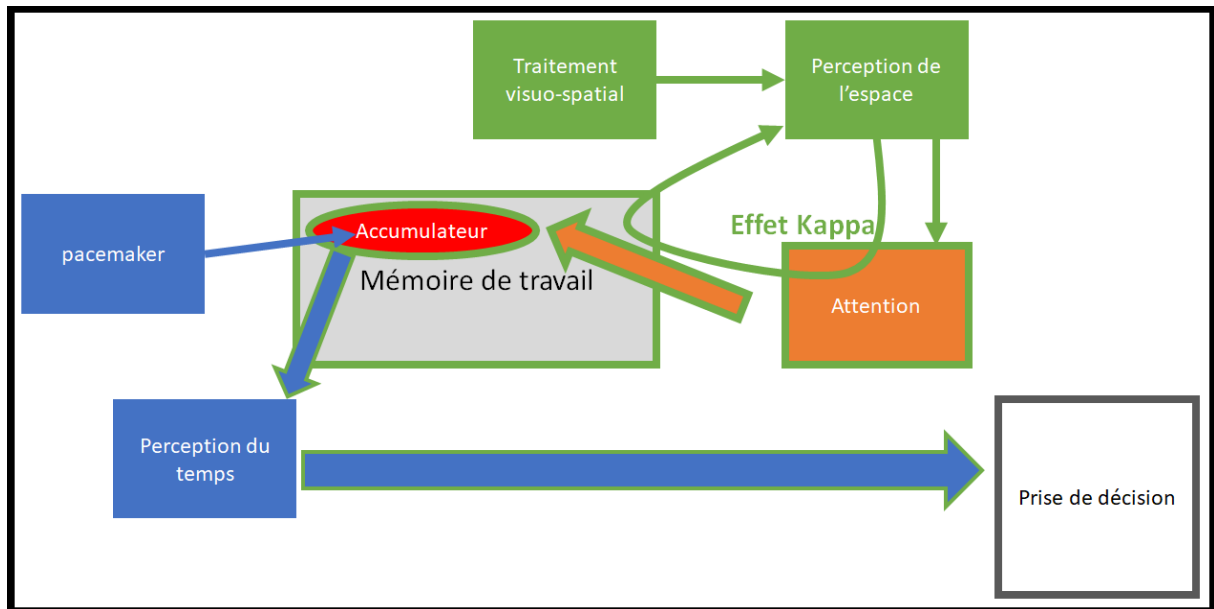 Traitement
visuo-spatial
Perception de
l’espace
pacemaker
Accumulateur
Effet Kappa
Mémoire de travail
Attention
Perception du
temps
Prise de décision